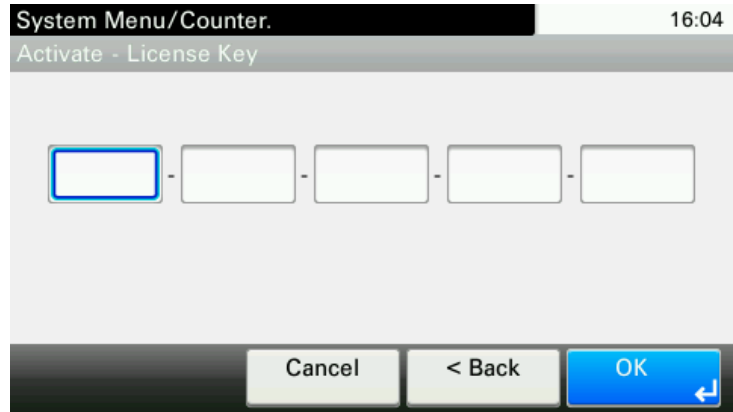 System Menu/Counter. 16:04
Activate - License Key
- - - -
Cancel < Back OK